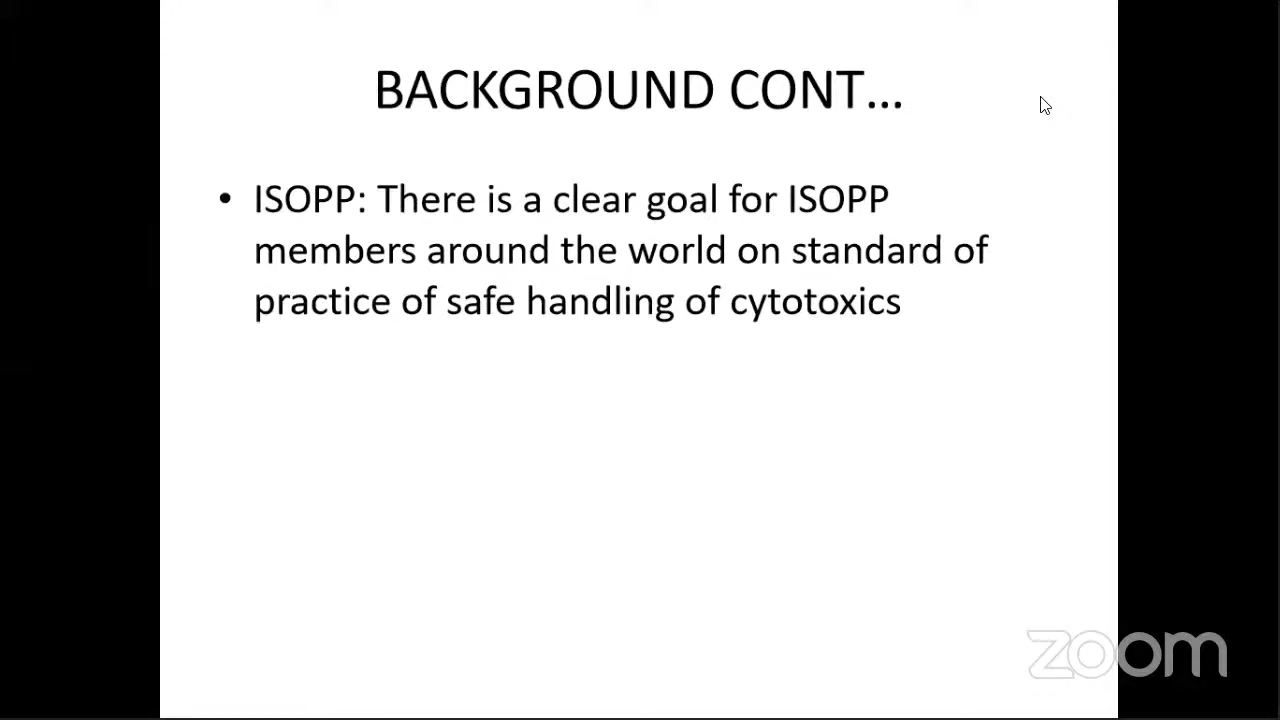 BACKGROUND CONT...
• ISOPP: There is a clear goal for ISOPP
members around the world on standard of
practice of safe handling of cytotoxics
zoom